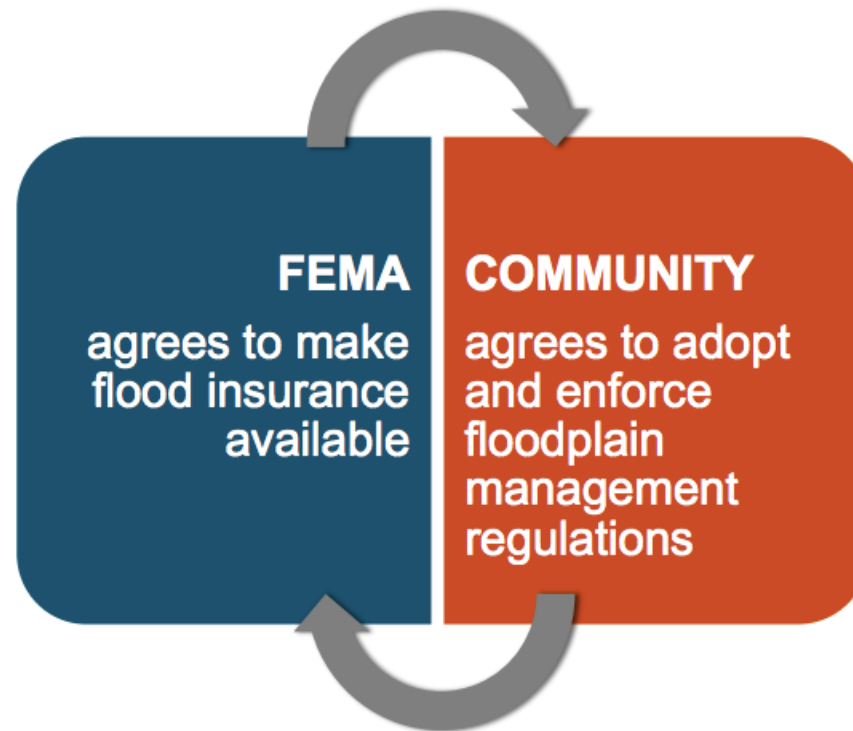 FEMA
agrees to make
flood insurance
available
COMMUNITY
agrees to adopt
and enforce
floodplain
management
regulations